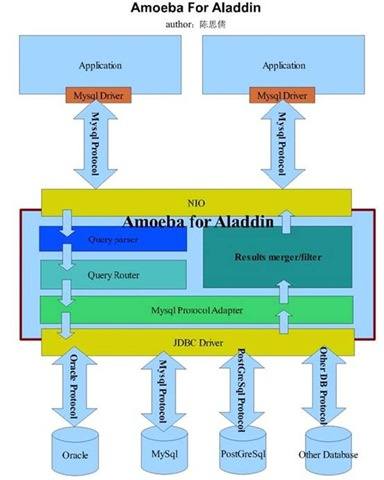 Amoeba For Aladdin
author: 陈思儒
Application
Application
Mysql Driver
Mysql Driver
Mysql Protocol
Mysql Protocol
NIO
Amoeba for Aladdin
Query parser
Results merger/filter
Query Router
Mysql Protocol Adapter
JDBC Driver
Oracle Protocol
Mysql Protocol
PostGreSql Protocol
Other DB Protocol
Oracle
MySql
PostGreSql
Other Database